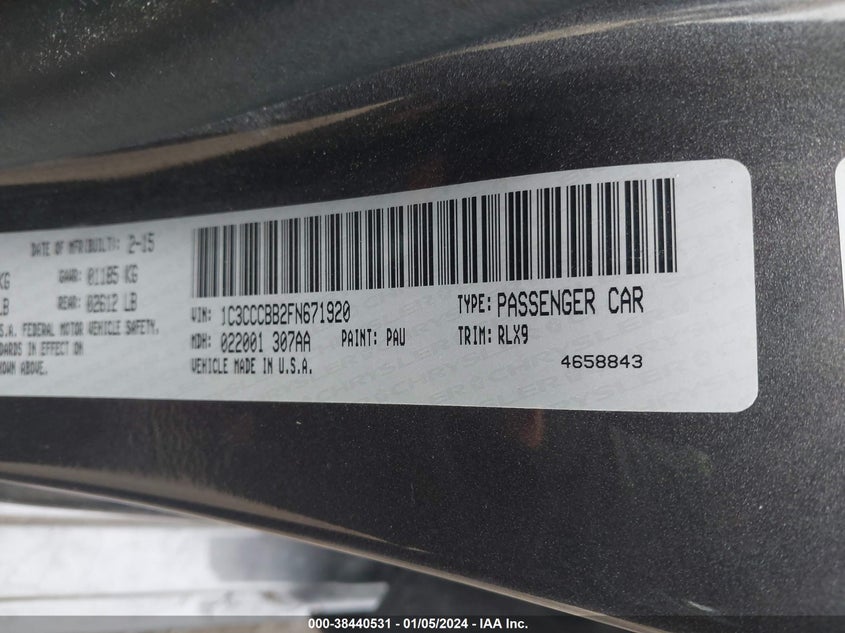 DATE OF MFR(BUILT): 2-15
KG GAWR: 01185 KG
LB REAR: 02612 LB
S.A. FEDERAL MOTOR VEHICLE SAFETY,
DARDS IN EFFECT ON
OWN ABOVE.
VIN: 1C3CCCBB2FN671920 TYPE: PASSENGER CAR
MDH: 022001 307AA PAINT: PAU TRIM: RLX9
VEHICLE MADE IN U.S.A. 4658843
000-38440531 - 01/05/2024 - IAA Inc.